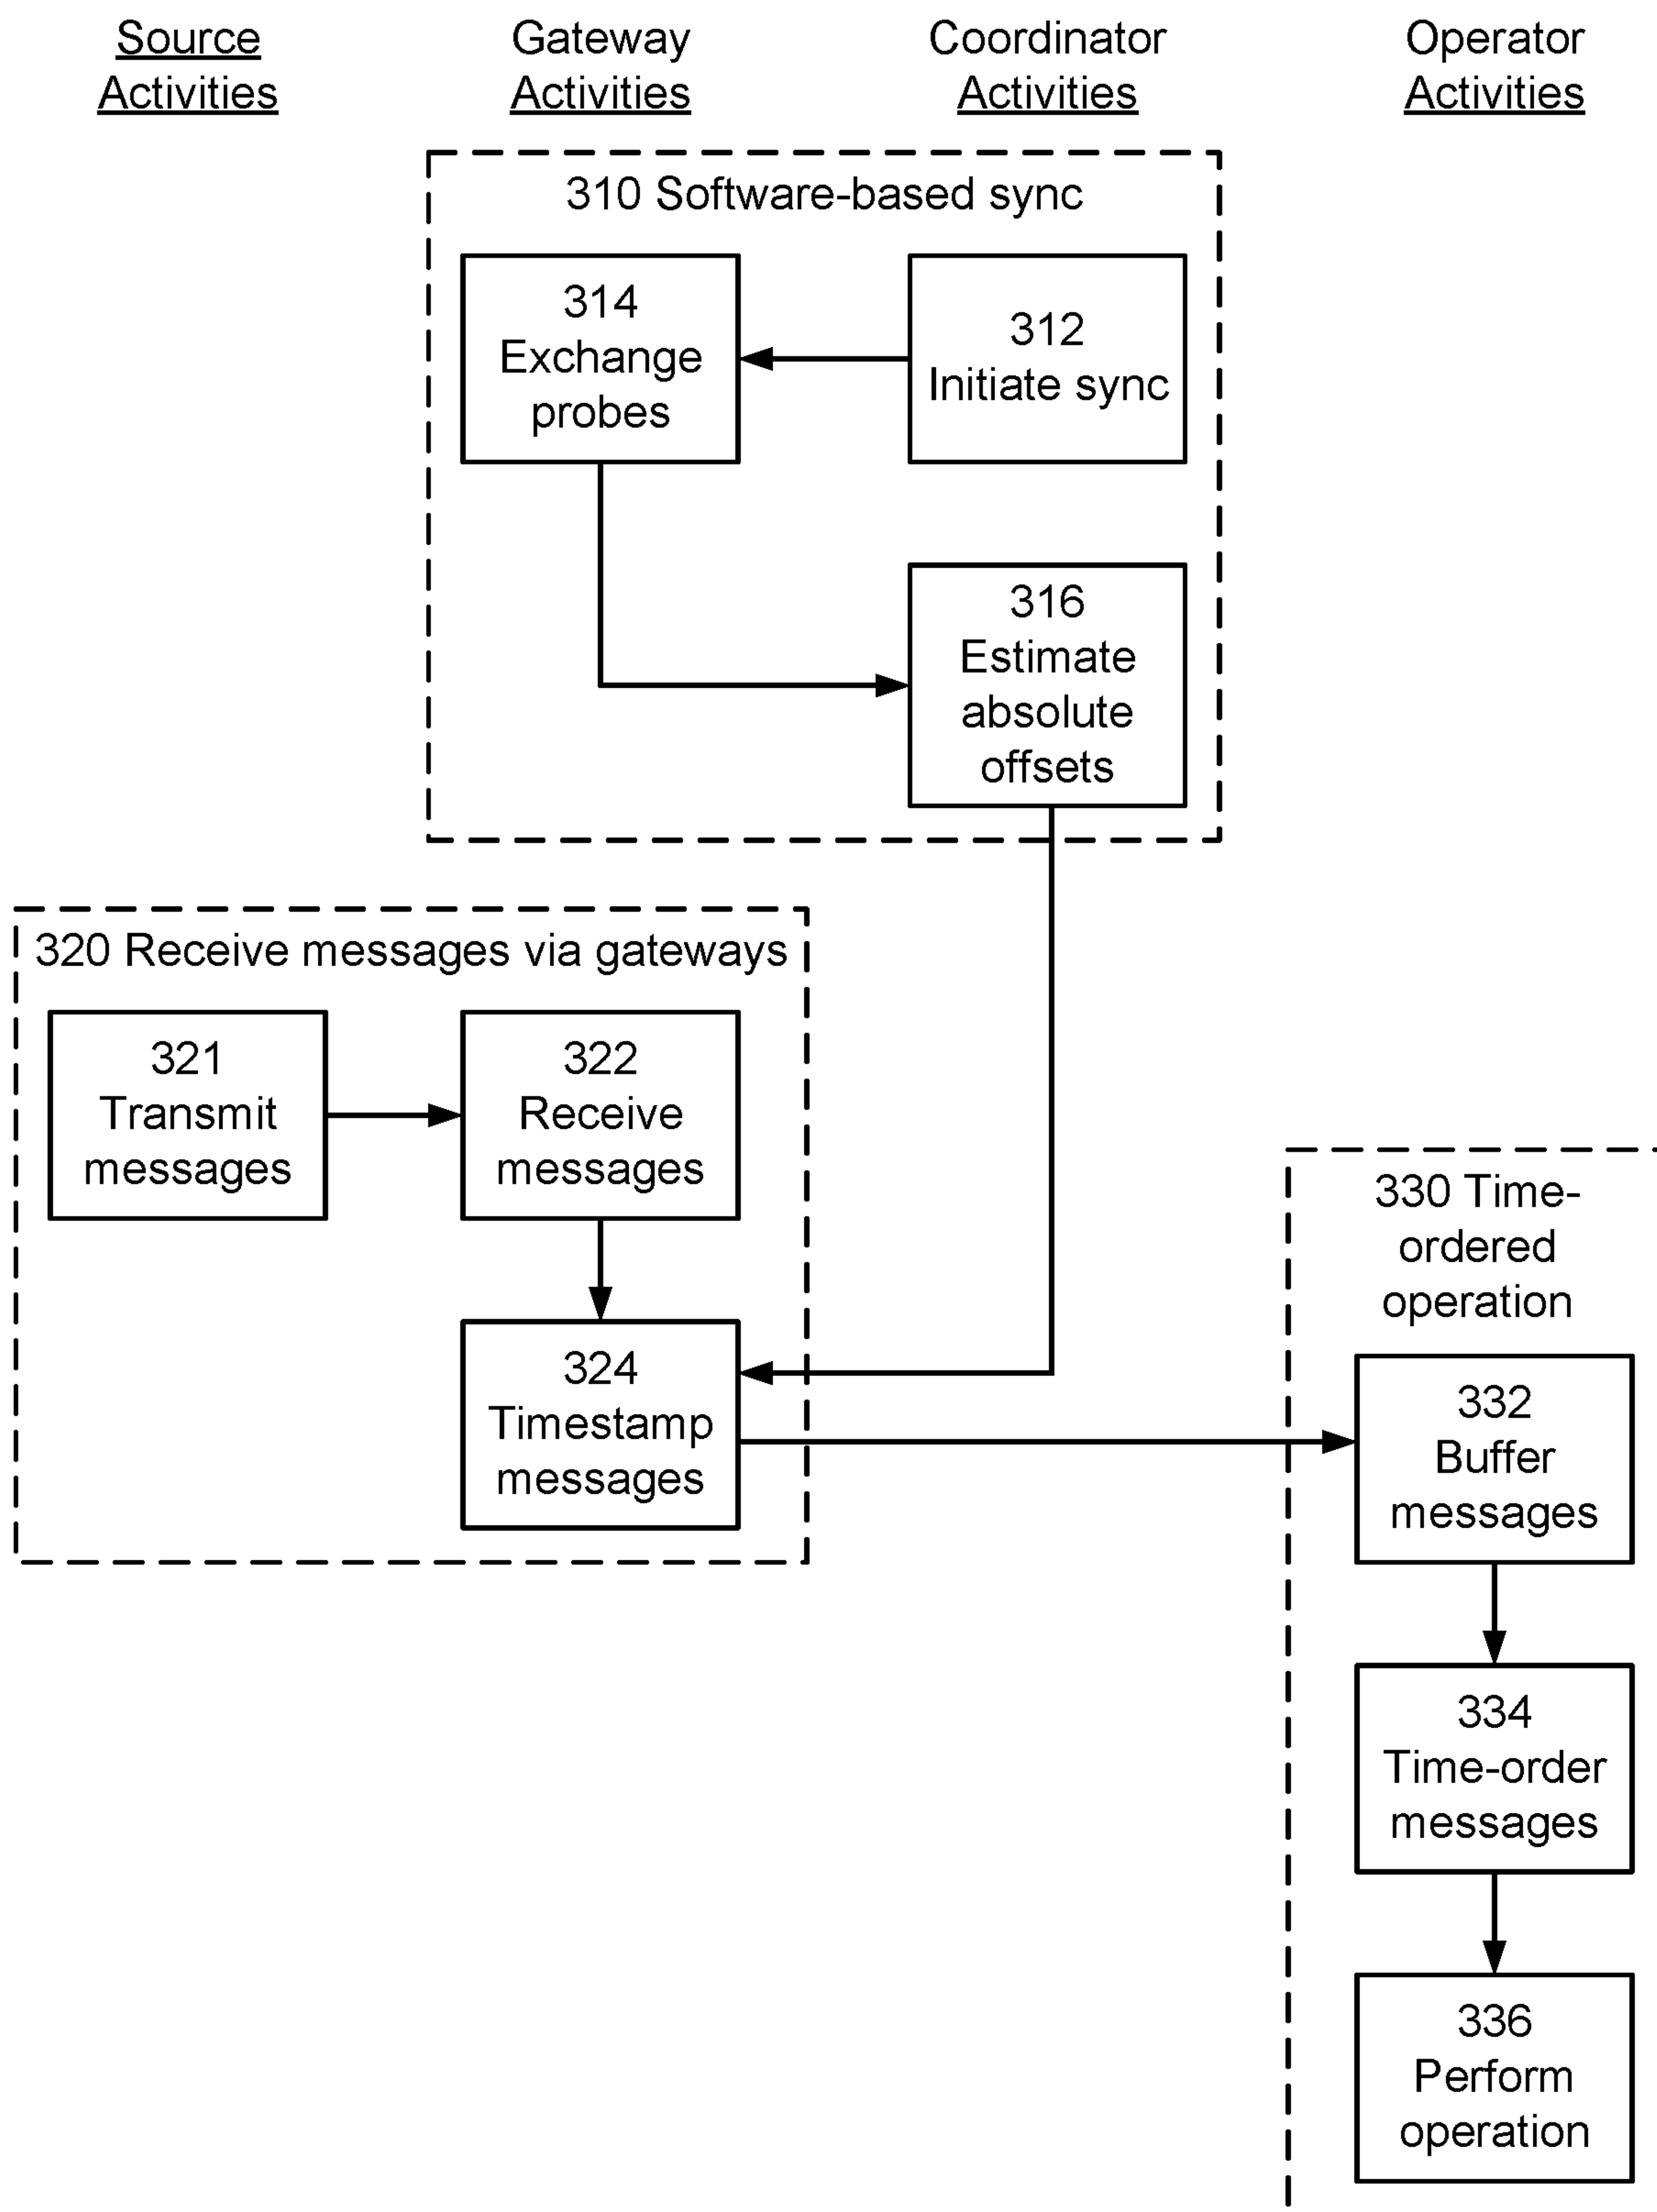 Source
Activities
Gateway
Activities
Coordinator
Activities
Operator
Activities
310 Software-based sync
314
Exchange
probes
312
Initiate sync
316
Estimate
absolute
offsets
320 Receive messages via gateways
321
Transmit
messages
322
Receive
messages
324
Timestamp
messages
330 Time-
ordered
operation
332
Buffer
messages
334
Time-order
messages
336
Perform
operation